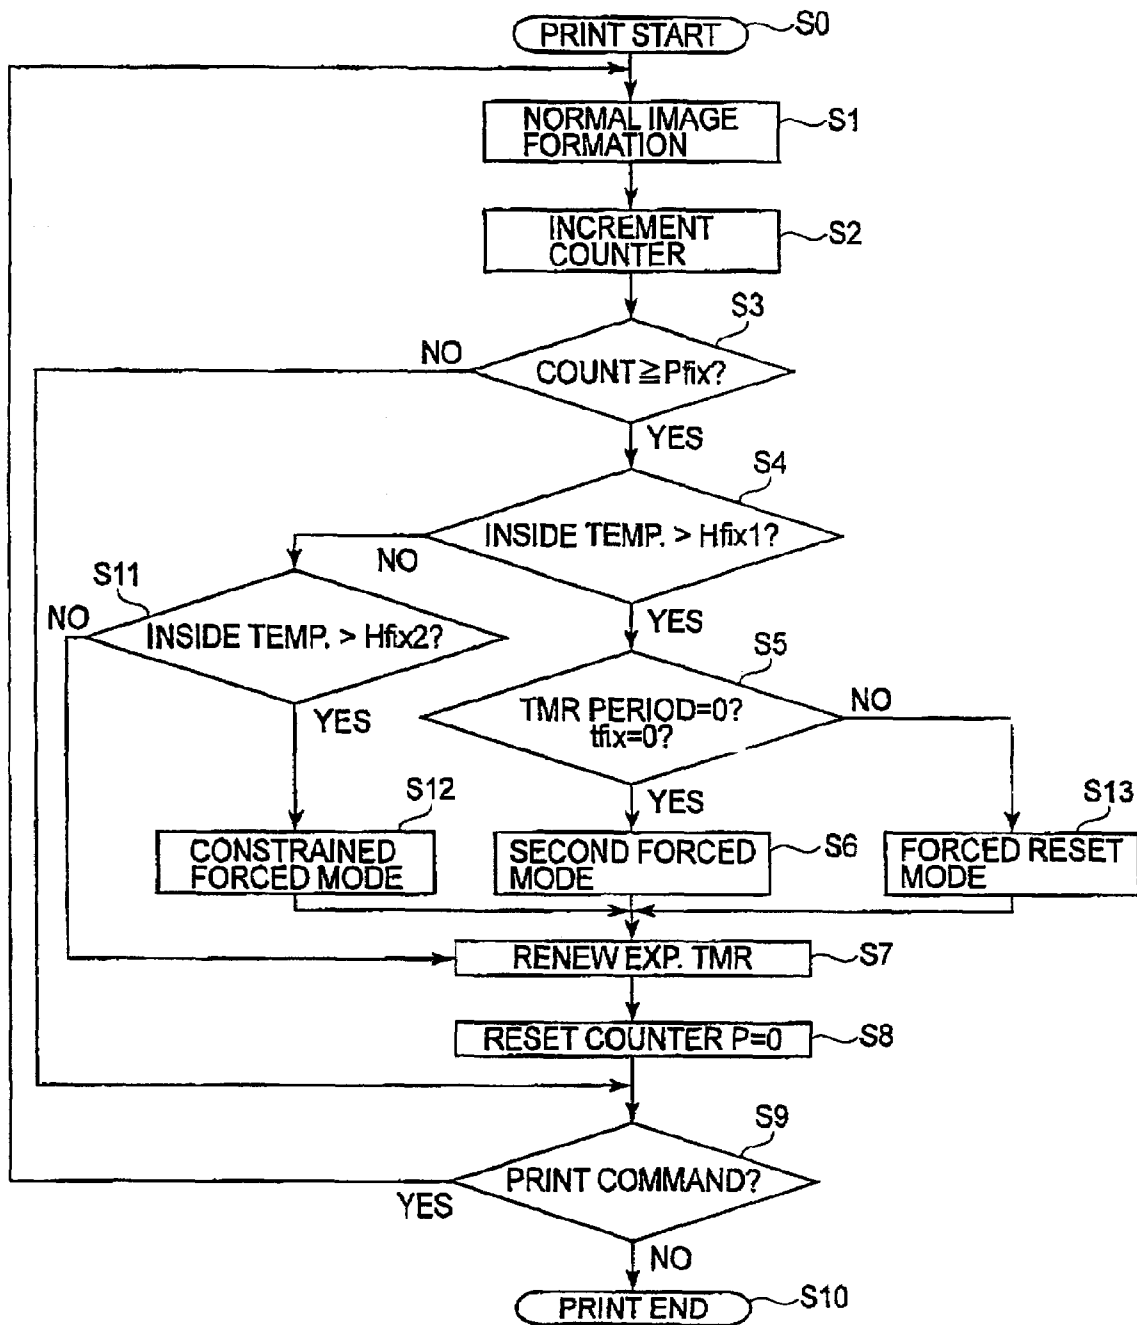 PRINT START
S0
NORMAL IMAGE
FORMATION
S1
INCREMENT
COUNTER
S2
S3
NO
COUNT≧Pfix?
YES
S4
INSIDE TEMP. > Hfix1?
NO
YES
S11
NO
INSIDE TEMP. > Hfix2?
YES
S5
TMR PERIOD=0?
tfix=0?
NO
YES
S12
CONSTRAINED
FORCED MODE
SECOND FORCED
MODE
S6
S13
FORCED RESET
MODE
RENEW EXP. TMR
S7
RESET COUNTER P=0
S8
S9
PRINT COMMAND?
YES
NO
PRINT END
S10